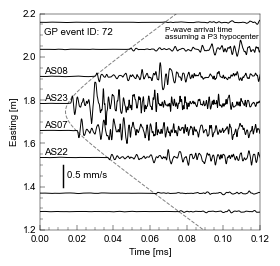 2.2
GP event ID: 72
P-wave arrival time
assuming a P3 hypocenter
2.0
AS08
1.8
AS23
AS07
1.6
AS22
1.4
0.5 mm/s
1.2
Easting [m]
0.00 0.02 0.04 0.06 0.08 0.10 0.12
Time [ms]